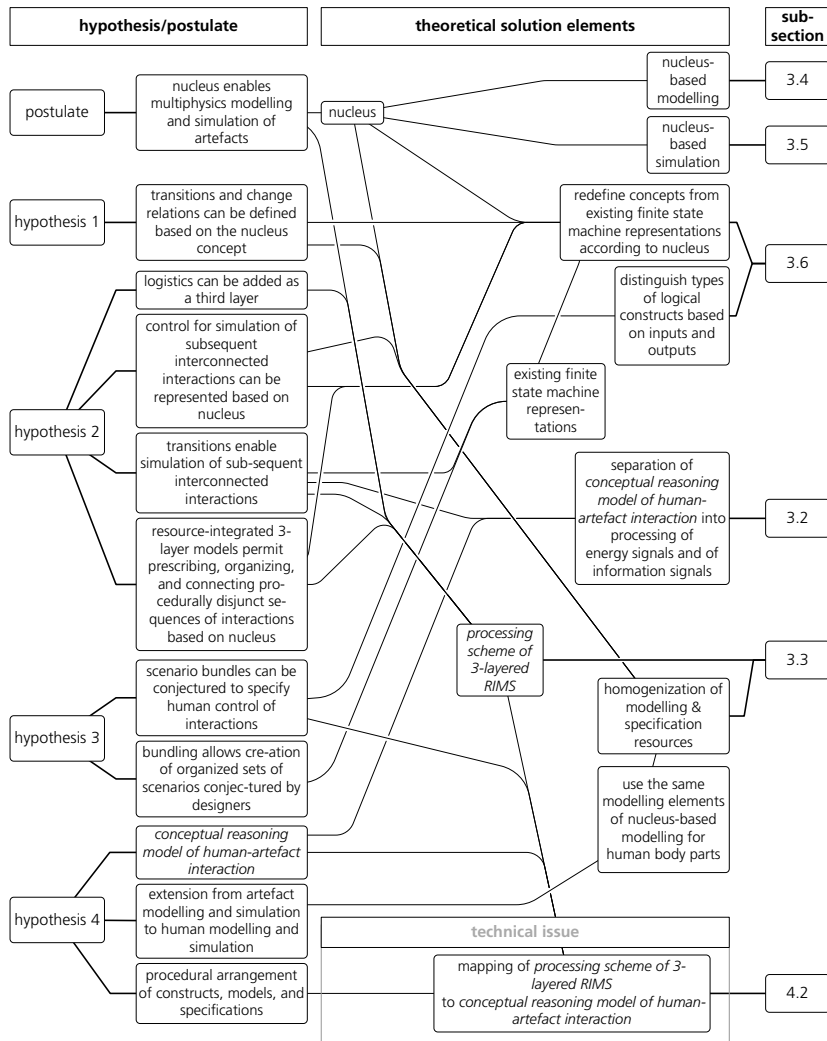 hypothesis/postulate
theoretical solution elements
sub-
section
postulate
nucleus enables
multiphysics modelling
and simulation of
artefacts
nucleus
nucleus-
based
modelling
3.4
nucleus-
based
simulation
3.5
hypothesis 1
transitions and change
relations can be defined
based on the nucleus
concept
redefine concepts from
existing finite state
machine representations
according to nucleus
3.6
hypothesis 2
logistics can be added as
a third layer
control for simulation of
subsequent
interconnected
interactions can be
represented based on
nucleus
distinguish types
of logical
constructs based
on inputs and
outputs
existing finite
state machine
represen-
tations
transitions enable
simulation of sub-sequent
interconnected
interactions
separation of
conceptual reasoning
model of human-
artefact interaction into
processing of
energy signals and of
information signals
3.2
resource-integrated 3-
layer models permit
prescribing, organizing,
and connecting pro-
cedurally disjunct se-
quences of interactions
based on nucleus
processing
scheme of
3-layered
RIMS
3.3
hypothesis 3
scenario bundles can be
conjectured to specify
human control of
interactions
homogenization of
modelling &
specification
resources
bundling allows cre-ation
of organized sets of
scenarios conjec-tured by
designers
use the same
modelling elements
of nucleus-based
modelling for
human body parts
hypothesis 4
conceptual reasoning
model of human-artefact
interaction
extension from artefact
modelling and simulation
to human modelling and
simulation
technical issue
procedural arrangement
of constructs, models, and
specifications
mapping of processing scheme of 3-
layered RIMS
to conceptual reasoning model of human-
artefact interaction
4.2